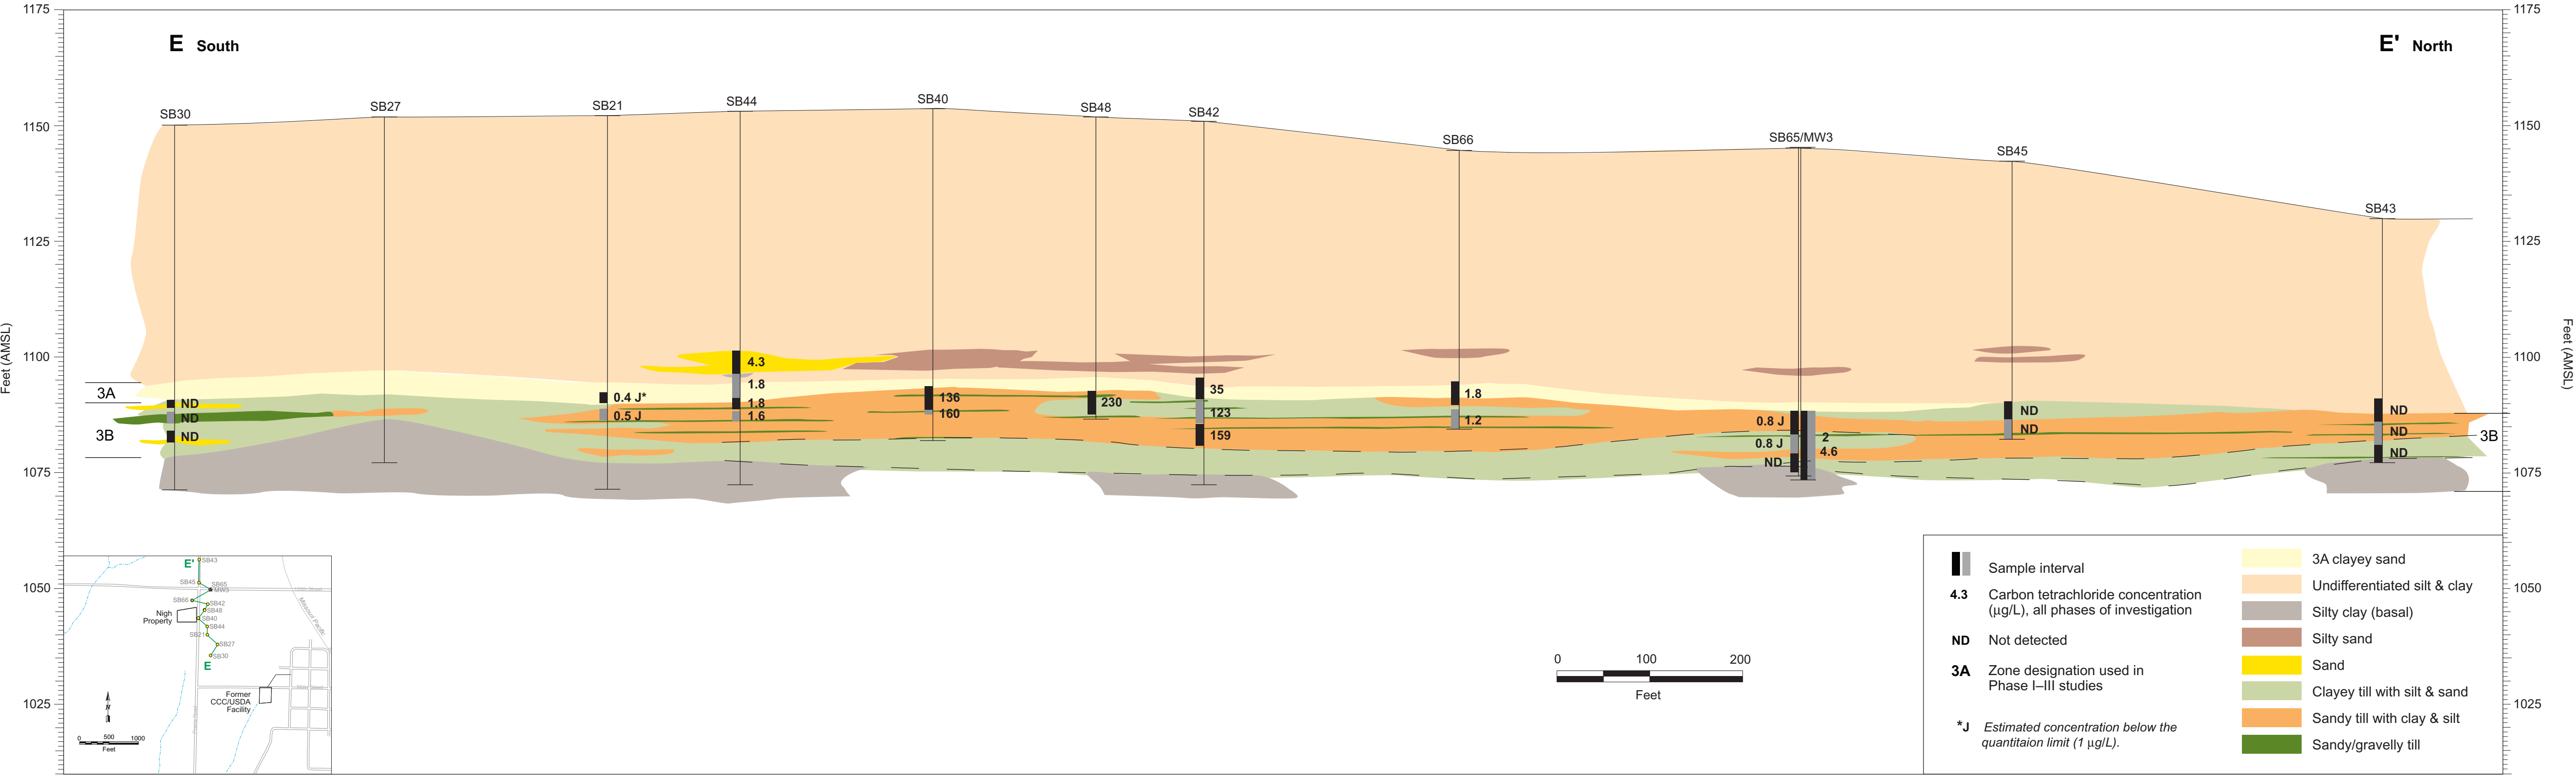 1175
1150
1125
1100
1075
1050
1025
Feet (AMSL)
E South
E' North
SB30
SB27
SB21
SB44
SB40
SB48
SB42
SB66
SB65/MW3
SB45
SB43
3A
3B
ND
ND
ND
0.4 J*
0.5 J
4.3
1.8
1.8
1.6
136
160
230
35
123
159
1.8
1.2
0.8 J
0.8 J
ND
2
4.6
ND
ND
ND
ND
ND
3B
1175
1150
1125
1100
1075
1050
1025
Feet (AMSL)
E'
SB43
SB45
SB65
MW3
SB66
SB42
SB48
Nigh
Property
SB40
SB44
SB21
SB27
SB30
E
Missouri Pacific
Former
CCC/USDA
Facility
N
0 500 1000
Feet
0 100 200
Feet
Sample interval
4.3 Carbon tetrachloride concentration
(µg/L), all phases of investigation
ND Not detected
3A Zone designation used in
Phase I–III studies
*J Estimated concentration below the
quantitaion limit (1 µg/L).
3A clayey sand
Undifferentiated silt & clay
Silty clay (basal)
Silty sand
Sand
Clayey till with silt & sand
Sandy till with clay & silt
Sandy/gravelly till